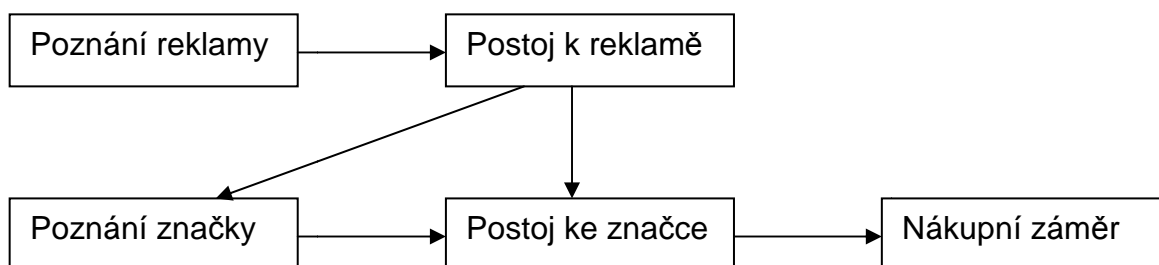 Poznání reklamy
Postoj k reklamě
Poznání značky
Postoj ke značce
Nákupní záměr